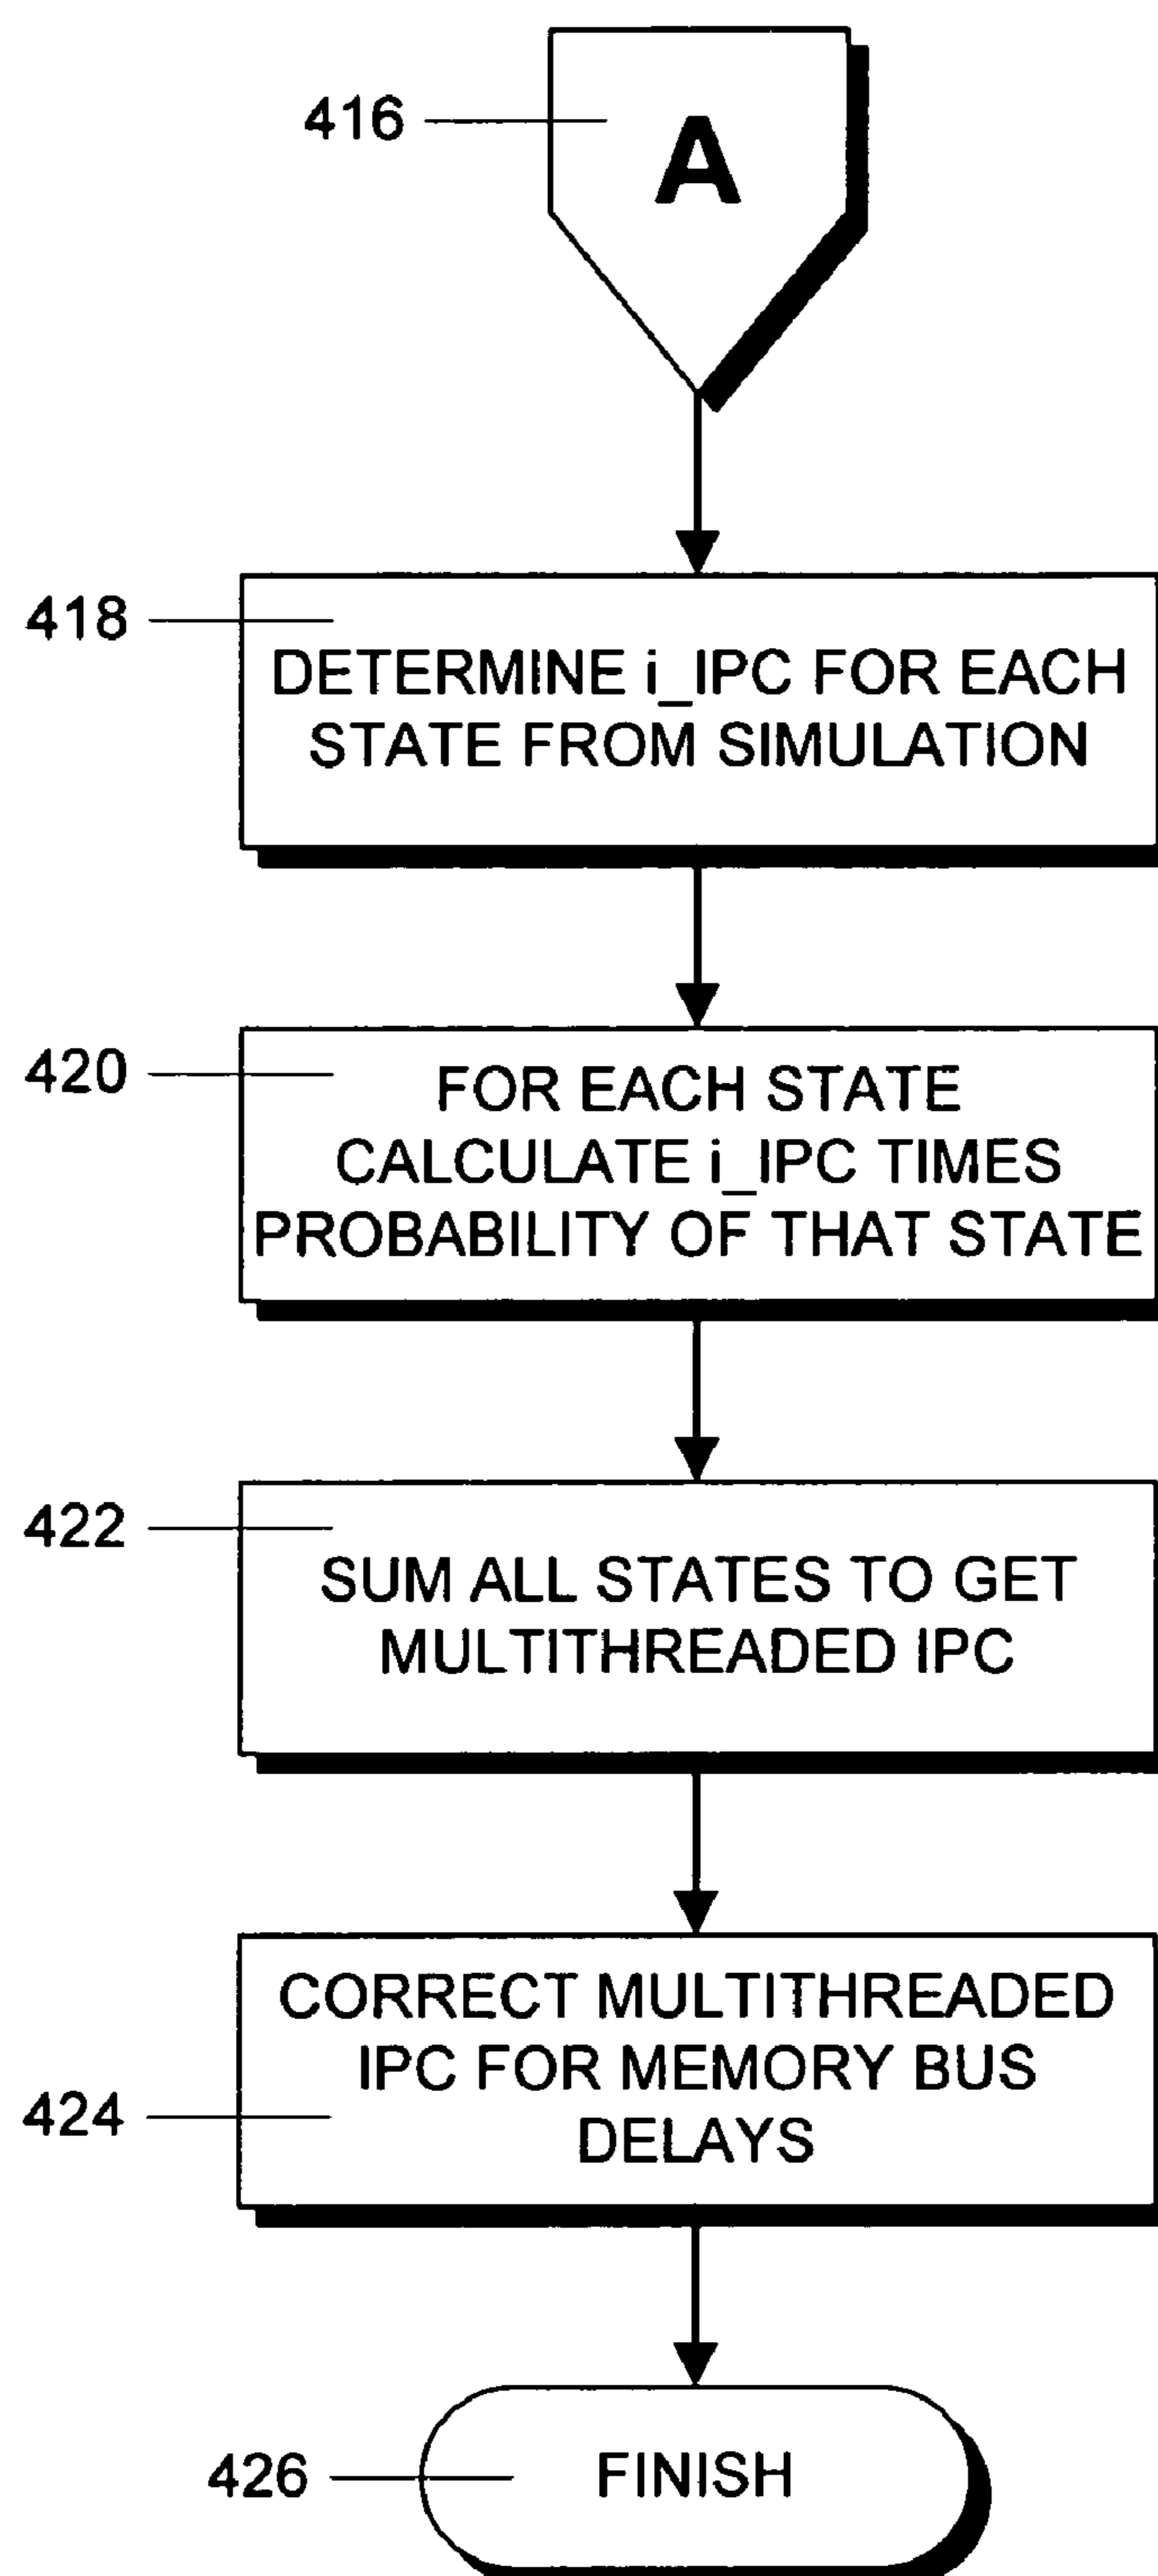 416
A
418
DETERMINE i_IPC FOR EACH
STATE FROM SIMULATION
420
FOR EACH STATE
CALCULATE i_IPC TIMES
PROBABILITY OF THAT STATE
422
SUM ALL STATES TO GET
MULTITHREADED IPC
424
CORRECT MULTITHREADED
IPC FOR MEMORY BUS
DELAYS
426
FINISH